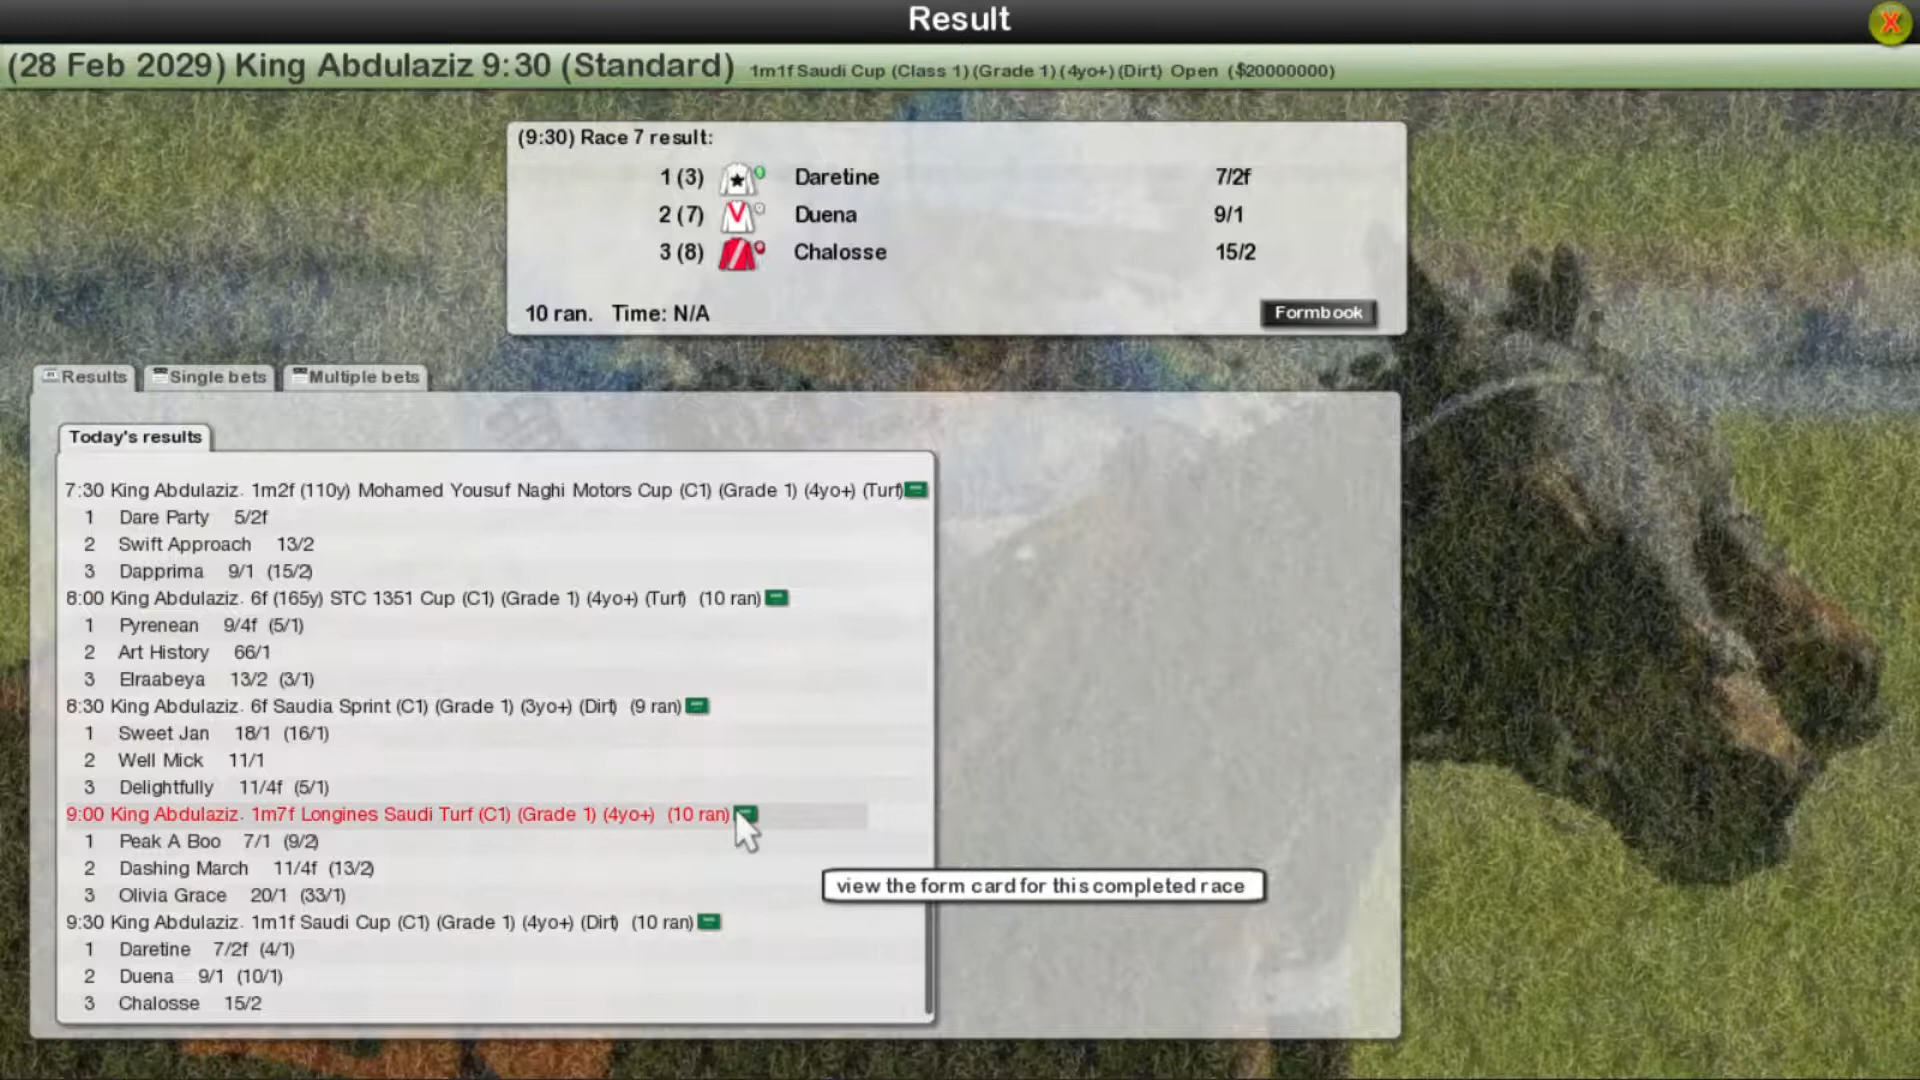 Result
X
(28 Feb 2029) King Abdulaziz 9:30 (Standard) 1m1f Saudi Cup (Class 1) (Grade 1) (4yo+) (Dirt) Open ($20000000)
(9:30) Race 7 result:
1 (3) Daretine 7/2f
2 (7) Duena 9/1
3 (8) Chalosse 15/2
10 ran. Time: N/A Formbook
Results Single bets Multiple bets
Today's results
7:30 King Abdulaziz. 1m2f (110y) Mohamed Yousuf Naghi Motors Cup (C1) (Grade 1) (4yo+) (Turf)
1 Dare Party 5/2f
2 Swift Approach 13/2
3 Dapprima 9/1 (15/2)
8:00 King Abdulaziz. 6f (165y) STC 1351 Cup (C1) (Grade 1) (4yo+) (Turf) (10 ran)
1 Pyrenean 9/4f (5/1)
2 Art History 66/1
3 Elraabeya 13/2 (3/1)
8:30 King Abdulaziz. 6f Saudia Sprint (C1) (Grade 1) (3yo+) (Dirt) (9 ran)
1 Sweet Jan 18/1 (16/1)
2 Well Mick 11/1
3 Delightfully 11/4f (5/1)
9:00 King Abdulaziz. 1m7f Longines Saudi Turf (C1) (Grade 1) (4yo+) (10 ran)
1 Peak A Boo 7/1 (9/2)
2 Dashing March 11/4f (13/2)
3 Olivia Grace 20/1 (33/1)
view the form card for this completed race
9:30 King Abdulaziz. 1m1f Saudi Cup (C1) (Grade 1) (4yo+) (Dirt) (10 ran)
1 Daretine 7/2f (4/1)
2 Duena 9/1 (10/1)
3 Chalosse 15/2